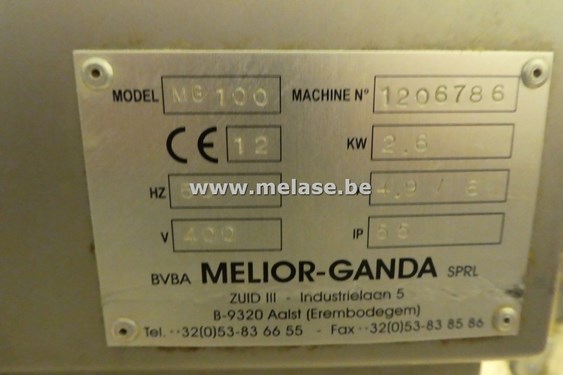 MODEL MG 100 MACHINE Nº 1206786
CE 12 KW
HZ
www.melase.be
V 400 IP
BVBA MELIOR-GANDA SPRL
ZUID III - Industrielaan 5
B-9320 Aalst (Erembodegem)
Tel. ++32(0)53-83 66 55 - Fax ++32(0)53-83 85 86